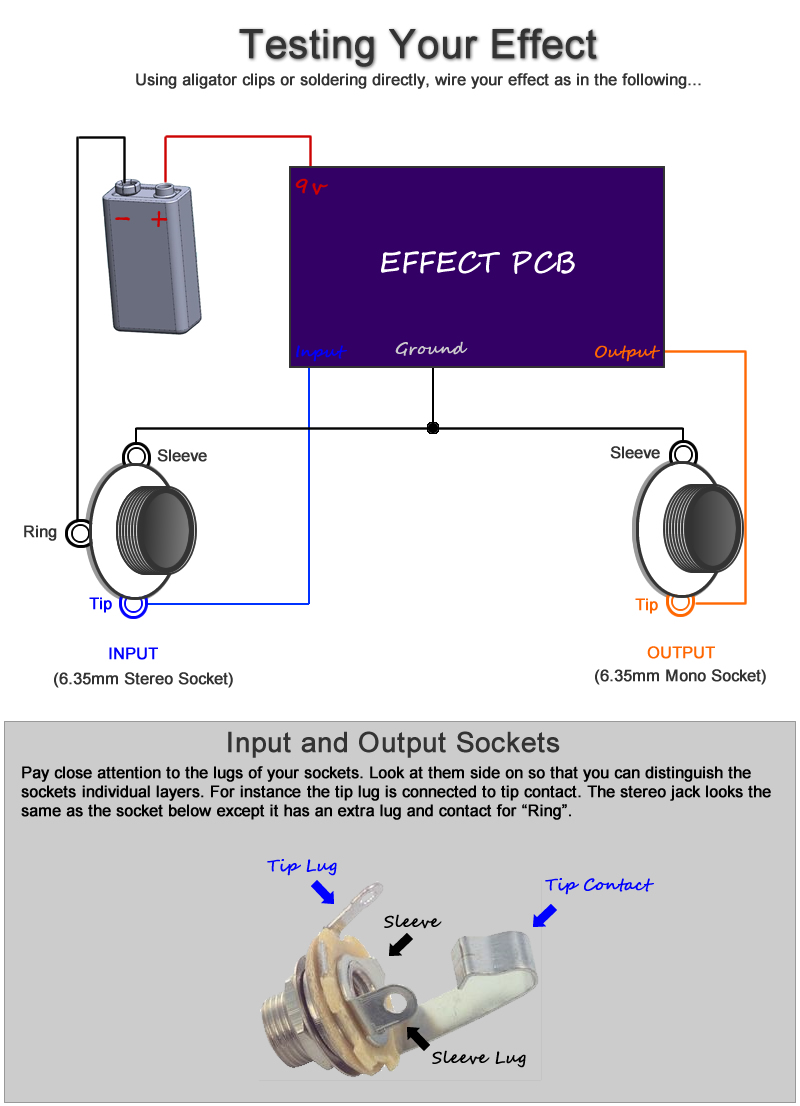 Testing Your Effect
Using aligator clips or soldering directly, wire your effect as in the following...
9v
− +
EFFECT PCB
Input
Ground
Output
Sleeve
Sleeve
Ring
Tip
Tip
INPUT
OUTPUT
(6.35mm Stereo Socket)
(6.35mm Mono Socket)
Input and Output Sockets
Pay close attention to the lugs of your sockets. Look at them side on so that you can distinguish the
sockets individual layers. For instance the tip lug is connected to tip contact. The stereo jack looks the
same as the socket below except it has an extra lug and contact for “Ring”.
Tip Lug
Tip Contact
Sleeve
Sleeve Lug